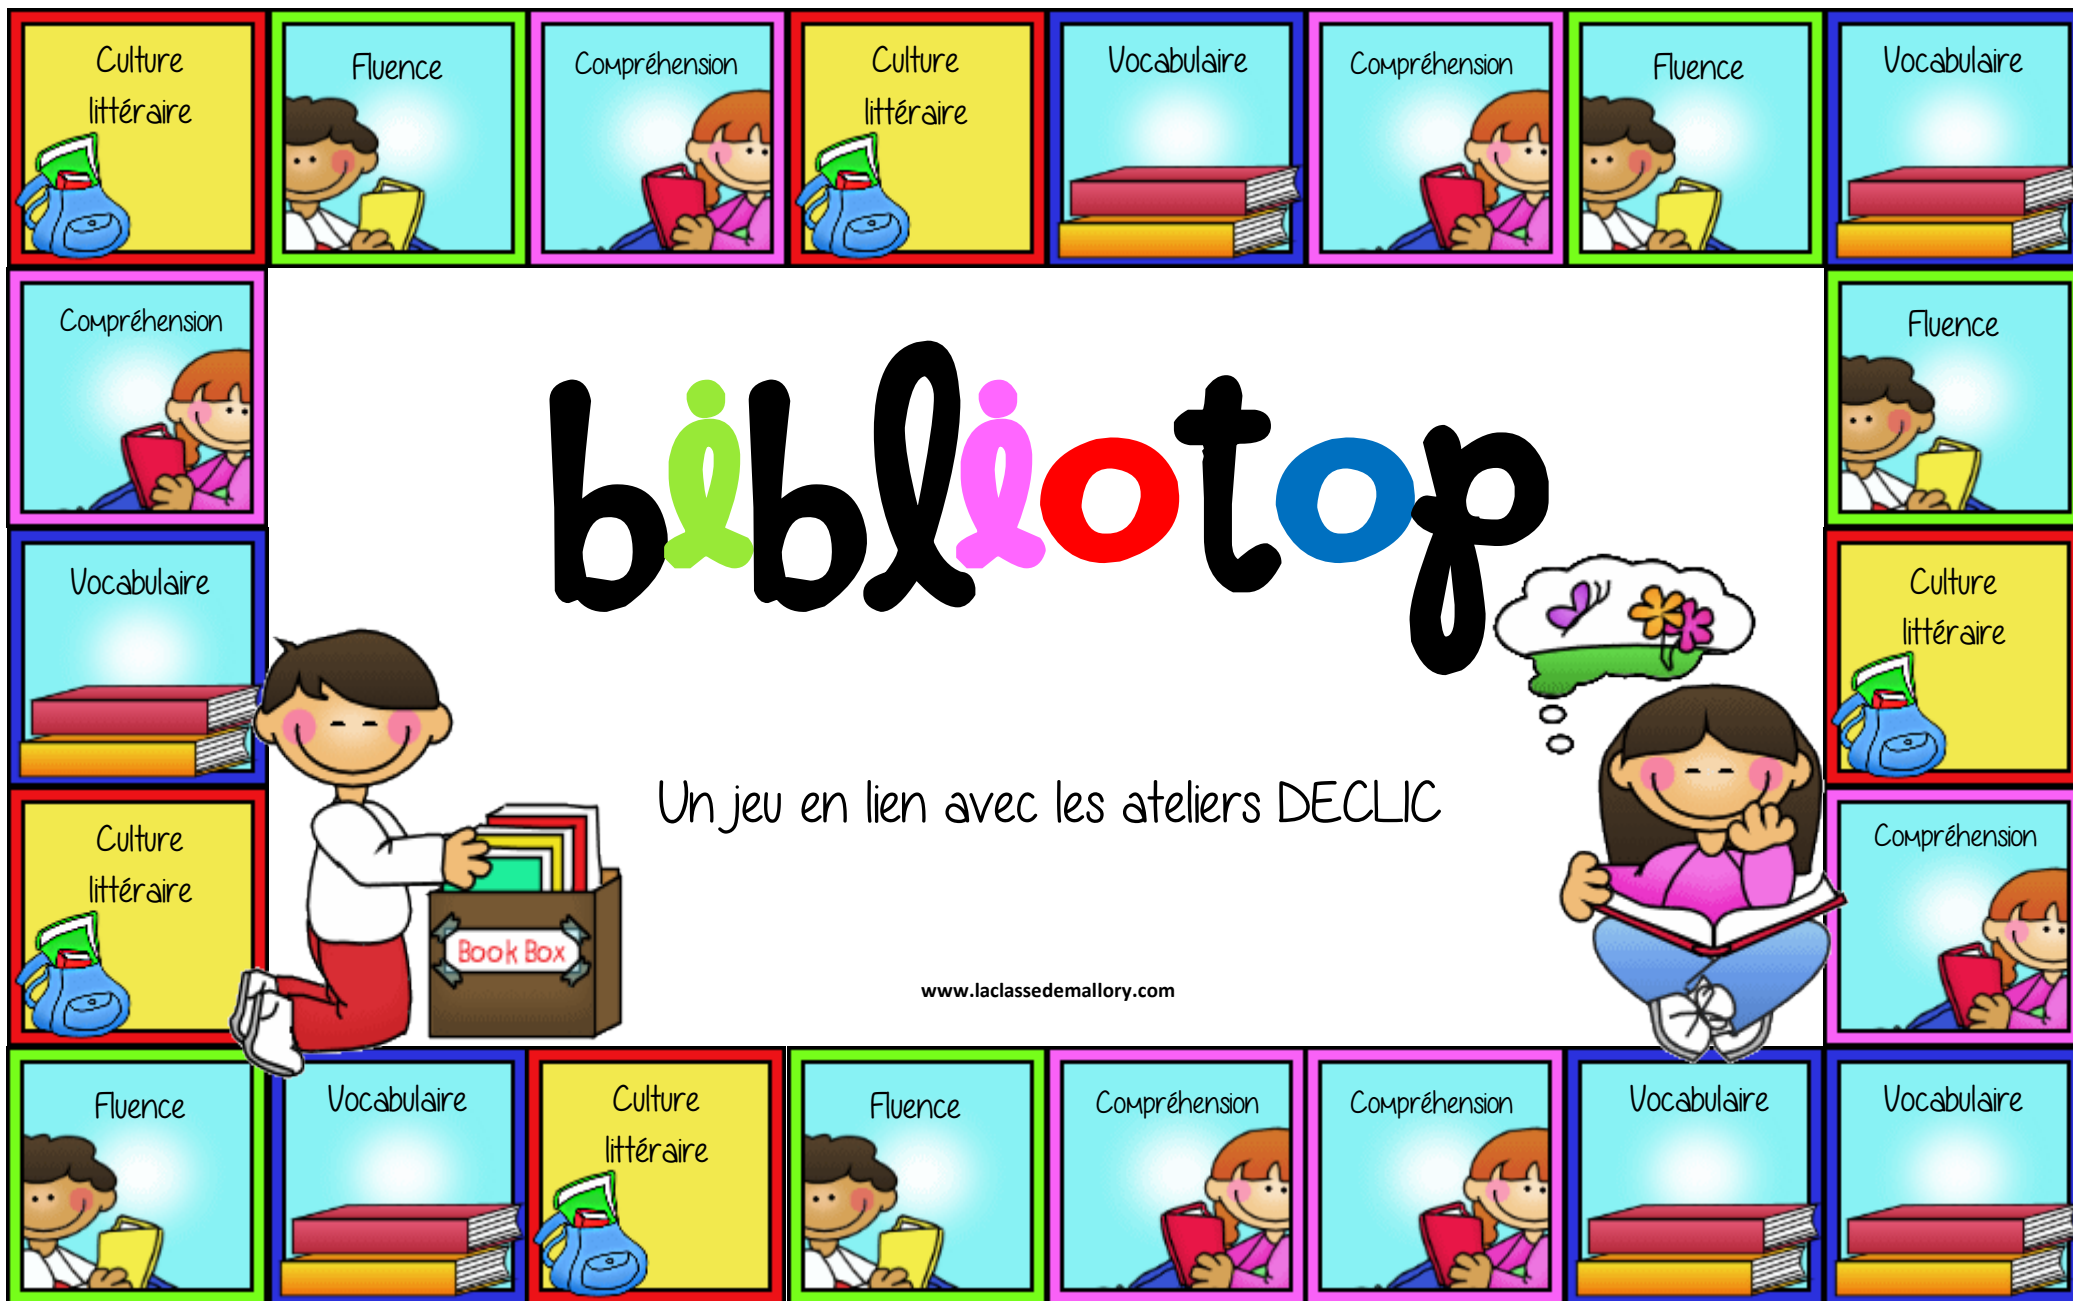 Culture
littéraire
Fluence
Compréhension
Culture
littéraire
Vocabulaire
Compréhension
Fluence
Vocabulaire
Compréhension
Fluence
bibliotop
Vocabulaire
Culture
littéraire
Un jeu en lien avec les ateliers DECLIC
Culture
littéraire
Compréhension
Book Box
www.laclassedemallory.com
Fluence
Vocabulaire
Culture
littéraire
Fluence
Compréhension
Compréhension
Vocabulaire
Vocabulaire